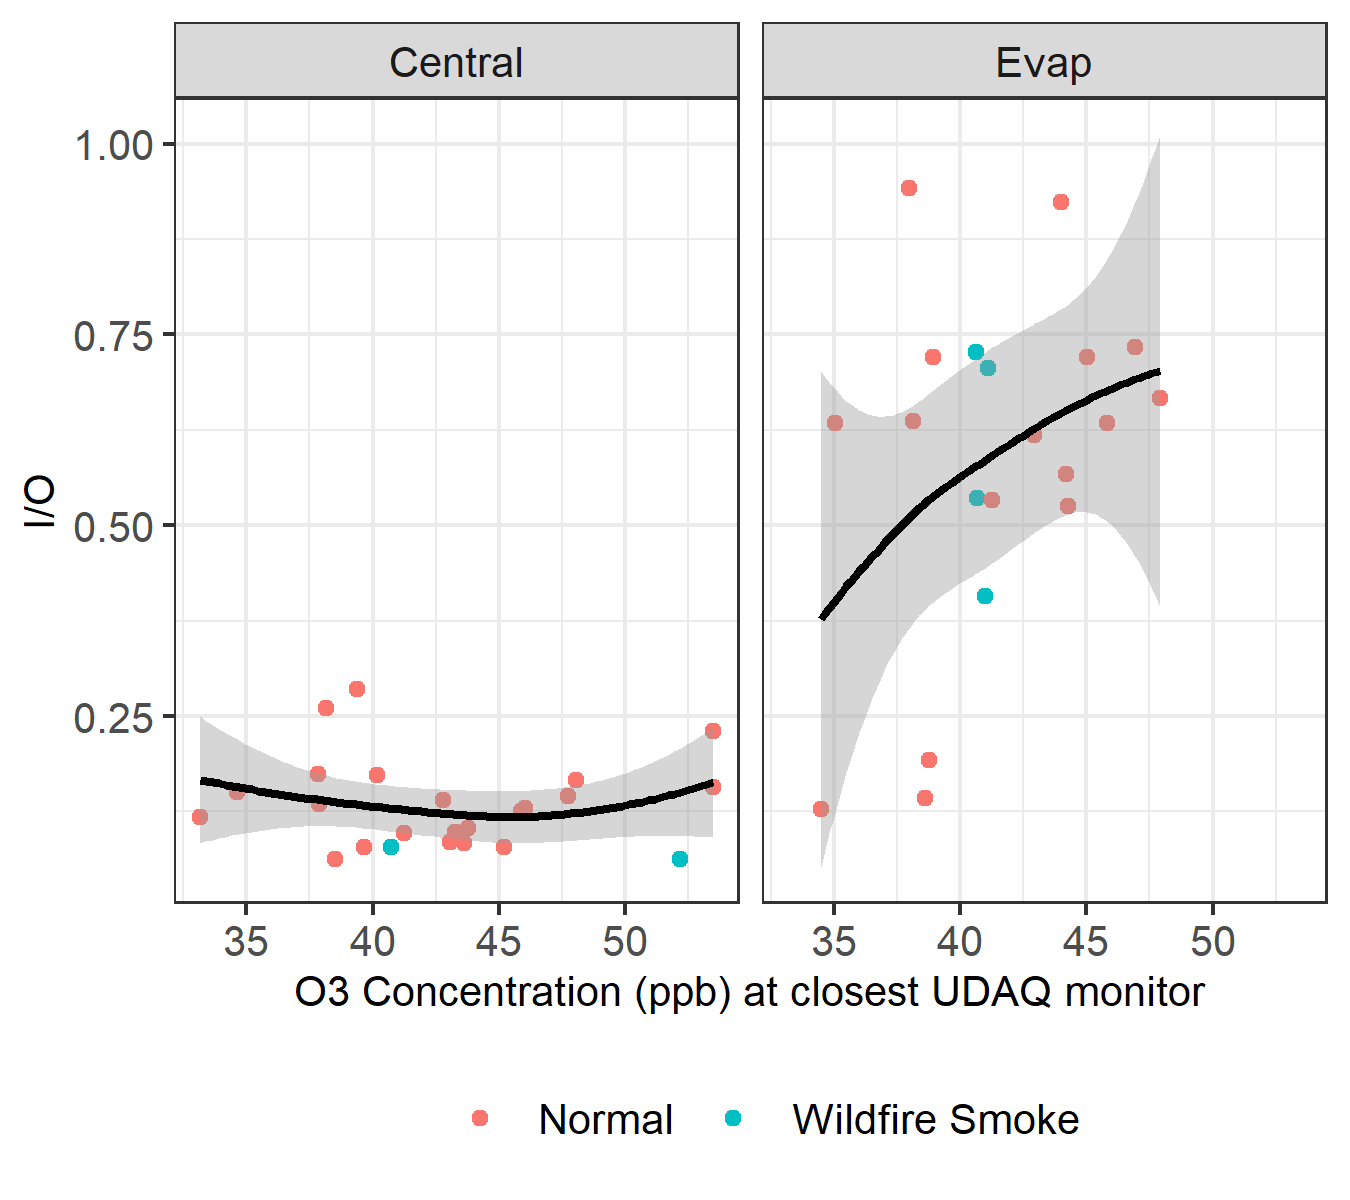 Central Evap
1.00
0.75
0.50
0.25
I/O
35 40 45 50 35 40 45 50
O3 Concentration (ppb) at closest UDAQ monitor
Normal Wildfire Smoke